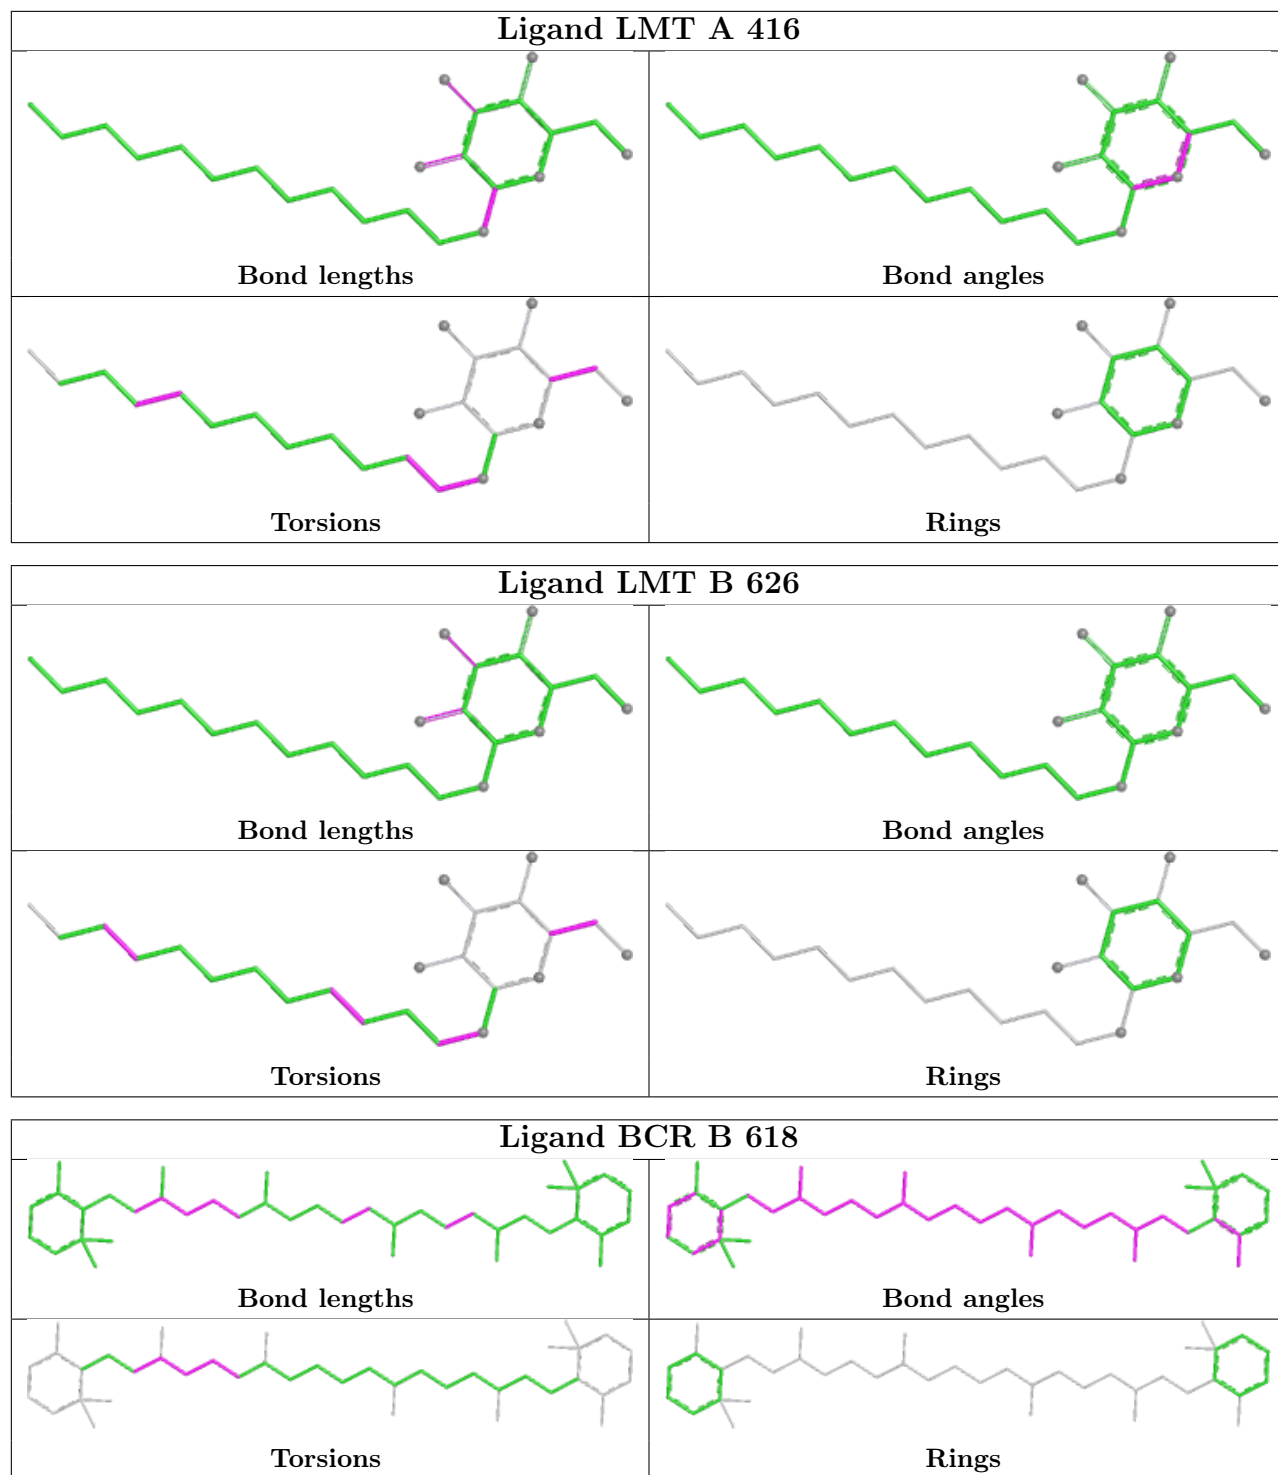 Ligand LMT A 416
Bond lengths
Bond angles
Torsions
Rings
Ligand LMT B 626
Bond lengths
Bond angles
Torsions
Rings
Ligand BCR B 618
Bond lengths
Bond angles
Torsions
Rings